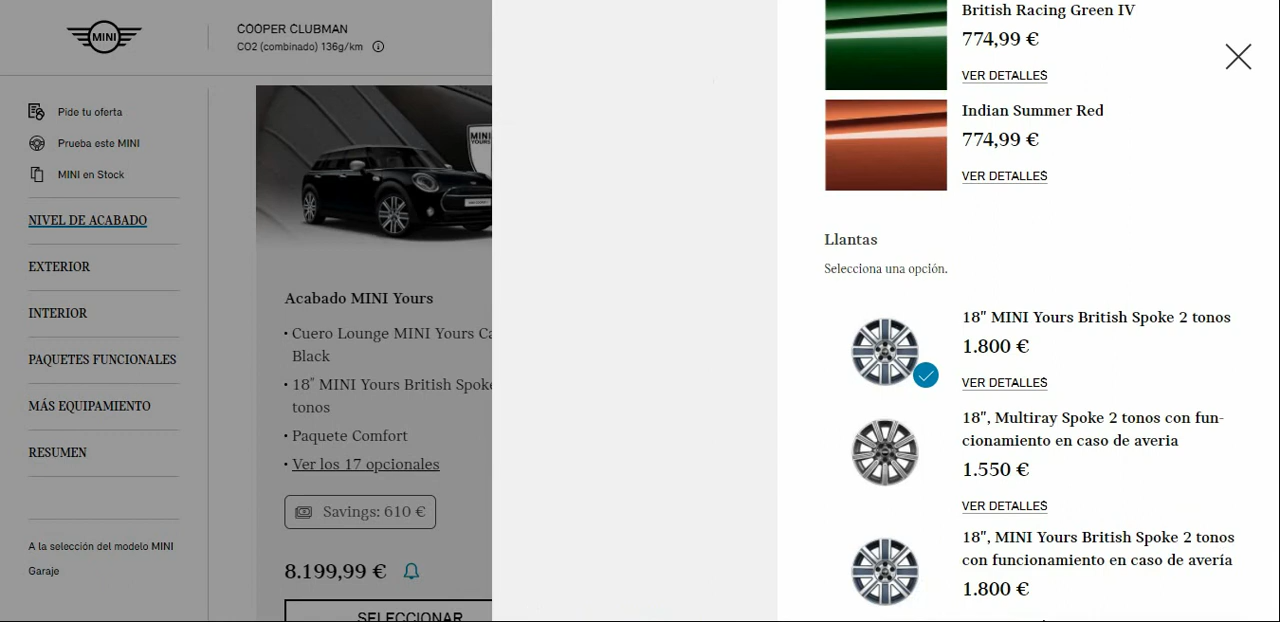 MINI
COOPER CLUBMAN
CO2 (combinado) 136g/km
Pide tu oferta
Prueba este MINI
MINI en Stock
NIVEL DE ACABADO
EXTERIOR
INTERIOR
PAQUETES FUNCIONALES
MÁS EQUIPAMIENTO
RESUMEN
A la selección del modelo MINI
Garaje
MINI
YOURS
Acabado MINI Yours
• Cuero Lounge MINI Yours Ca
Black
• 18" MINI Yours British Spoke
tonos
• Paquete Comfort
• Ver los 17 opcionales
Savings: 610 €
8.199,99 €
SELECCIONAR
British Racing Green IV
774,99 €
VER DETALLES
Indian Summer Red
774,99 €
VER DETALLES
Llantas
Selecciona una opción.
18" MINI Yours British Spoke 2 tonos
1.800 €
VER DETALLES
18", Multiray Spoke 2 tonos con fun-
cionamiento en caso de averia
1.550 €
VER DETALLES
18", MINI Yours British Spoke 2 tonos
con funcionamiento en caso de avería
1.800 €